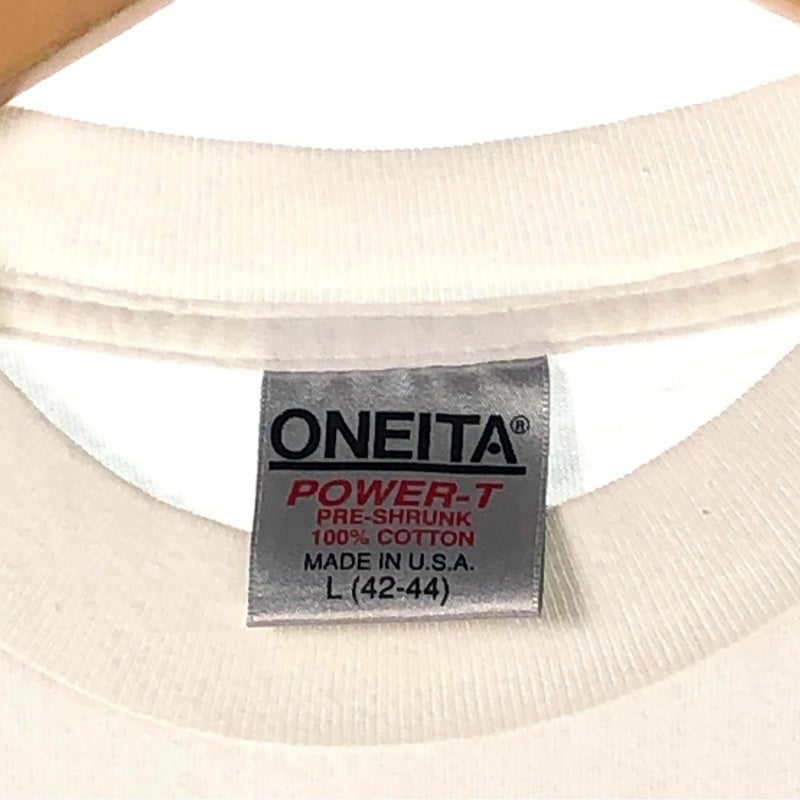 ONEITA®
POWER-T
PRE-SHRUNK
100% COTTON
MADE IN U.S.A.
L (42-44)